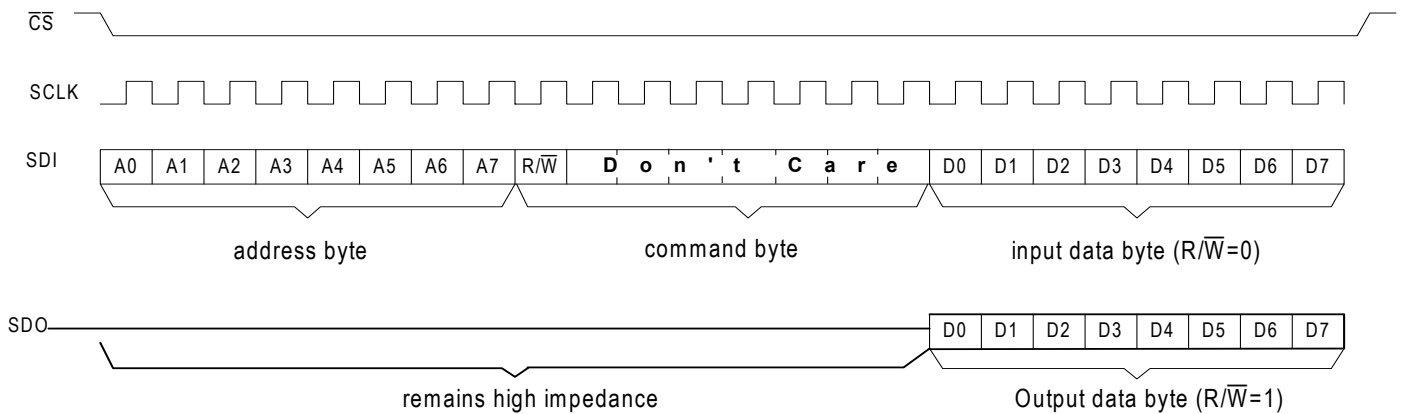 C̅S̅
SCLK
SDI A0 A1 A2 A3 A4 A5 A6 A7 R/W̅ Don't Care D0 D1 D2 D3 D4 D5 D6 D7
address byte command byte input data byte (R/W̅=0)
SDO D0 D1 D2 D3 D4 D5 D6 D7
remains high impedance Output data byte (R/W̅=1)